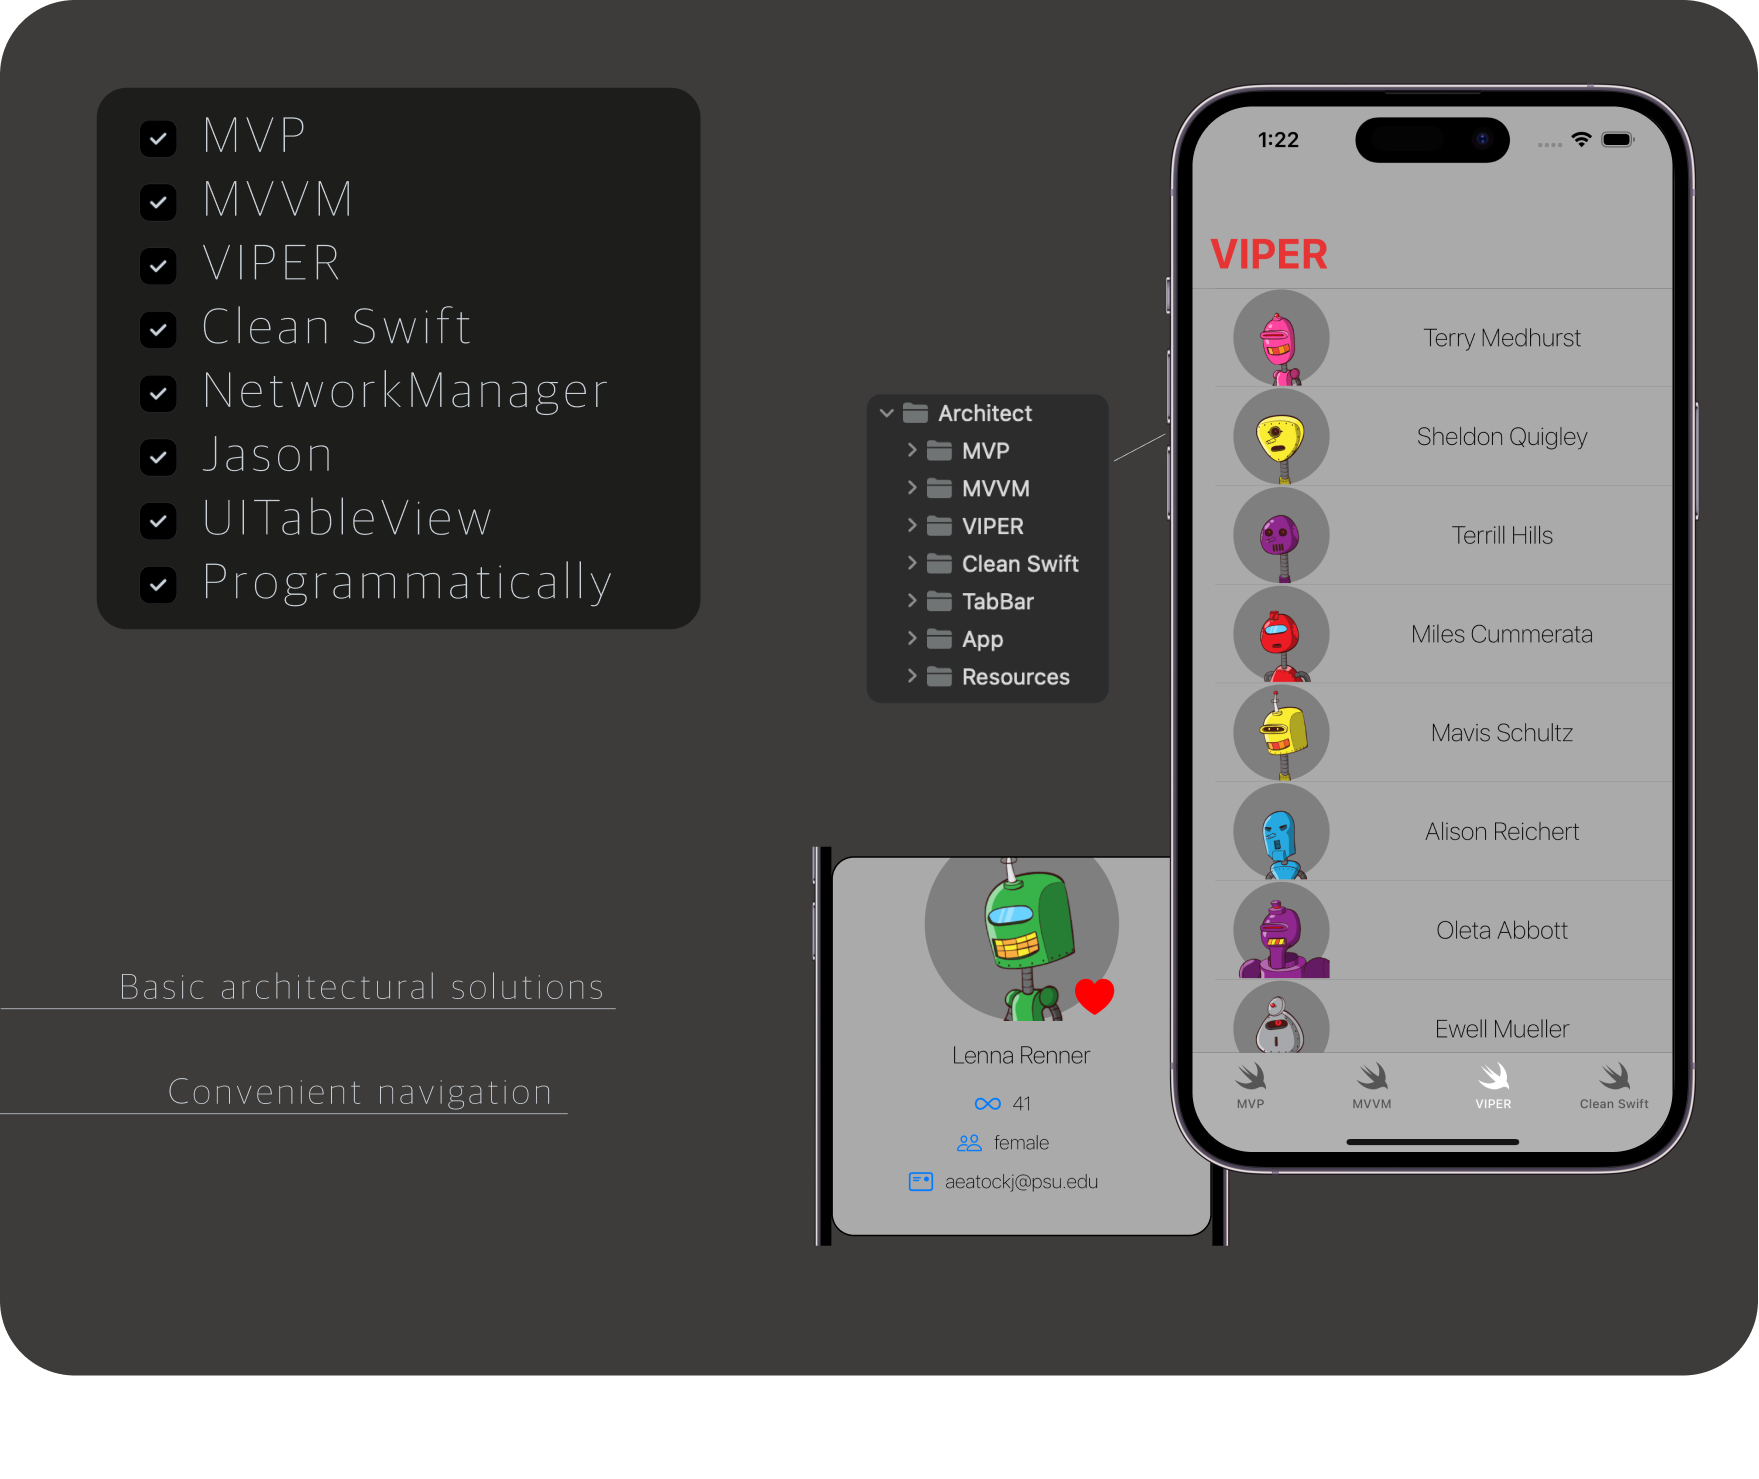 MVP
MVVM
VIPER
Clean Swift
NetworkManager
Jason
UITableView
Programmatically
Basic architectural solutions
Convenient navigation
Architect
MVP
MVVM
VIPER
Clean Swift
TabBar
App
Resources
Lenna Renner
41
female
aeatockj@psu.edu
1:22
VIPER
Terry Medhurst
Sheldon Quigley
Terrill Hills
Miles Cummerata
Mavis Schultz
Alison Reichert
Oleta Abbott
Ewell Mueller
MVP MVVM VIPER Clean Swift